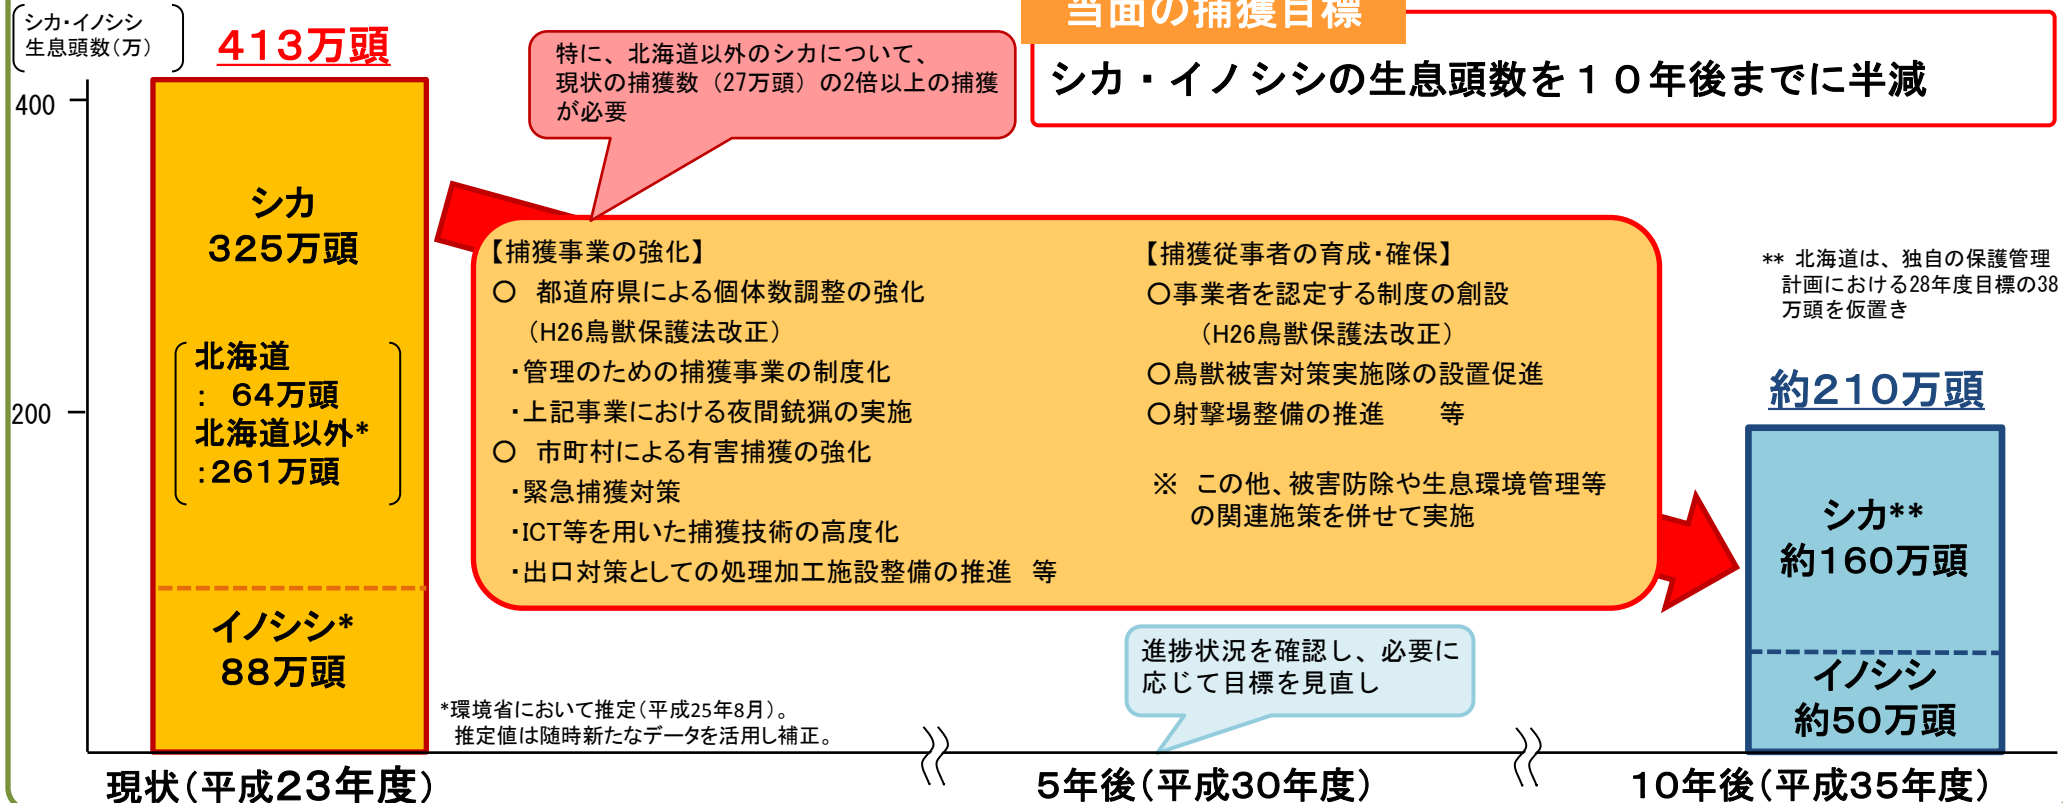 シカ・イノシシ
生息頭数(万)
413万頭
400
200
シカ
325万頭
北海道
： 64万頭
北海道以外*
：261万頭
イノシシ*
88万頭
特に、北海道以外のシカについて、
現状の捕獲数（27万頭）の2倍以上の捕獲
が必要
当面の捕獲目標
シカ・イノシシの生息頭数を１０年後までに半減
【捕獲事業の強化】
○ 都道府県による個体数調整の強化
（H26鳥獣保護法改正）
・管理のための捕獲事業の制度化
・上記事業における夜間銃猟の実施
○ 市町村による有害捕獲の強化
・緊急捕獲対策
・ICT等を用いた捕獲技術の高度化
・出口対策としての処理加工施設整備の推進 等
【捕獲従事者の育成・確保】
○事業者を認定する制度の創設
（H26鳥獣保護法改正）
○鳥獣被害対策実施隊の設置促進
○射撃場整備の推進 等
※ この他、被害防除や生息環境管理等
の関連施策を併せて実施
** 北海道は、独自の保護管理
計画における28年度目標の38
万頭を仮置き
約210万頭
シカ**
約160万頭
イノシシ
約50万頭
進捗状況を確認し、必要に
応じて目標を見直し
*環境省において推定（平成25年8月）。
推定値は随時新たなデータを活用し補正。
現状（平成23年度）
5年後（平成30年度）
10年後（平成35年度）